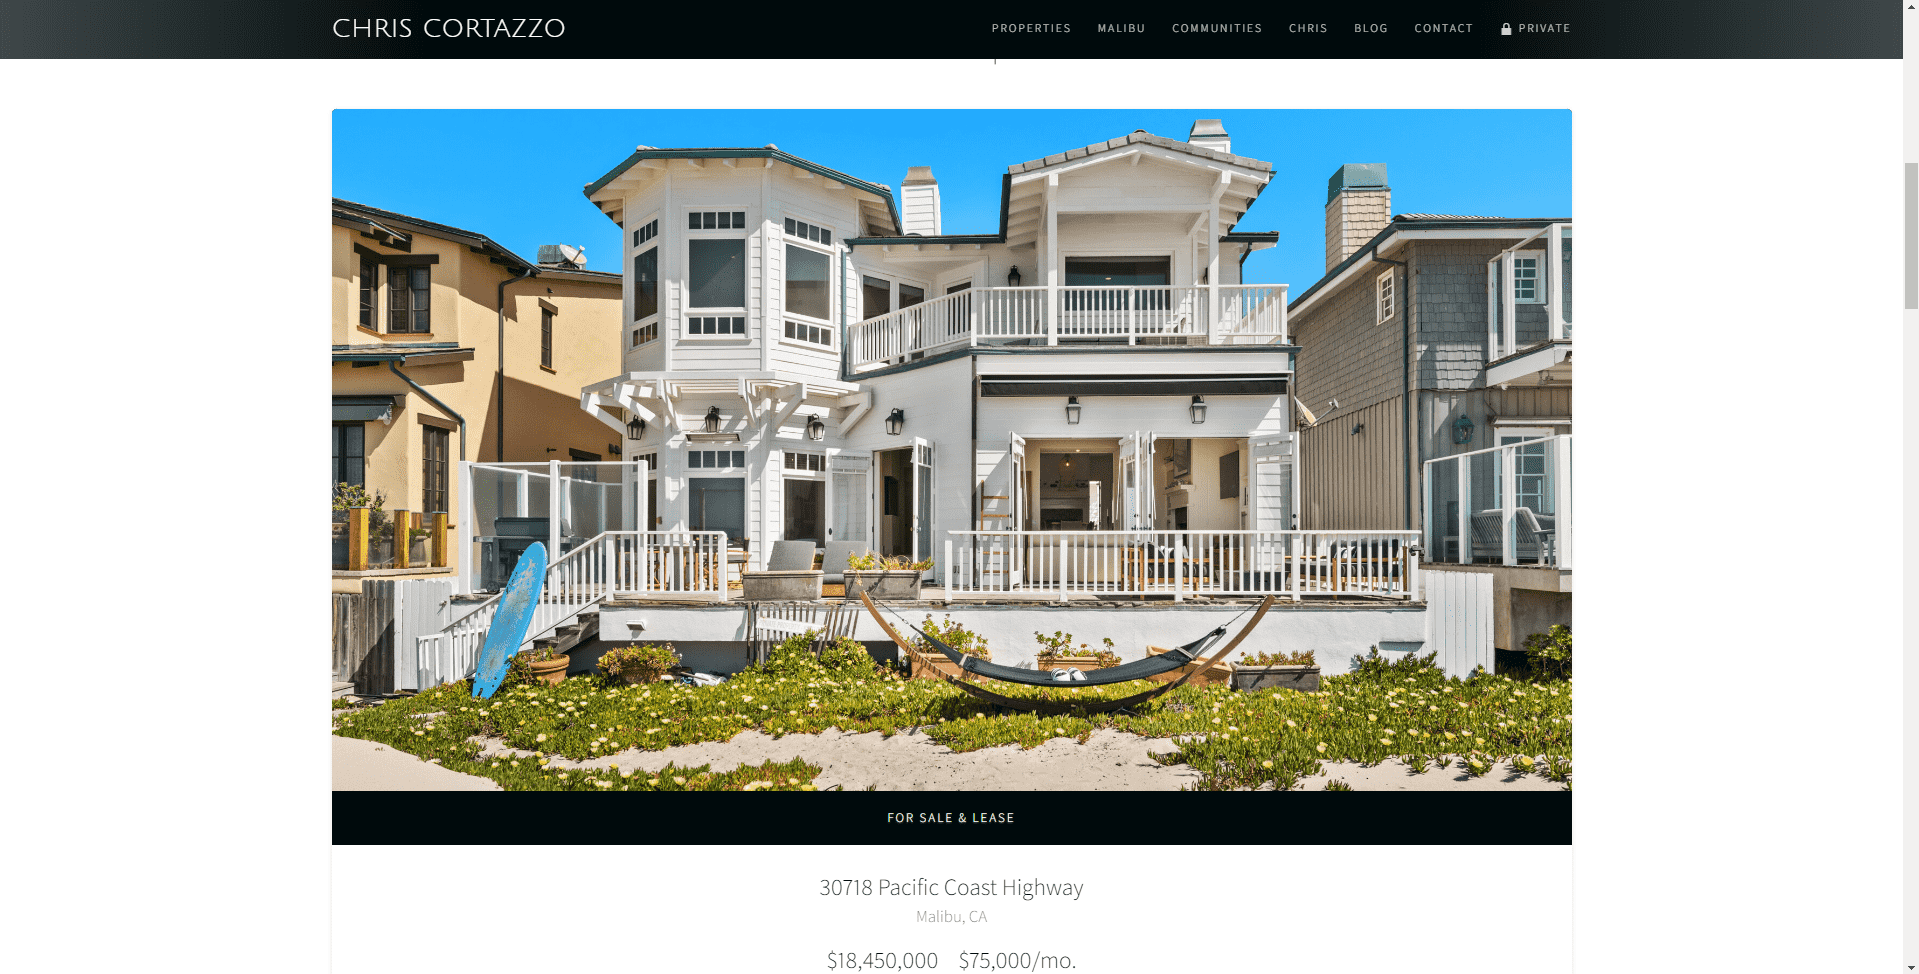 CHRIS CORTAZZO
PROPERTIES MALIBU COMMUNITIES CHRIS BLOG CONTACT PRIVATE
FOR SALE & LEASE
30718 Pacific Coast Highway
Malibu, CA
$18,450,000 $75,000/mo.